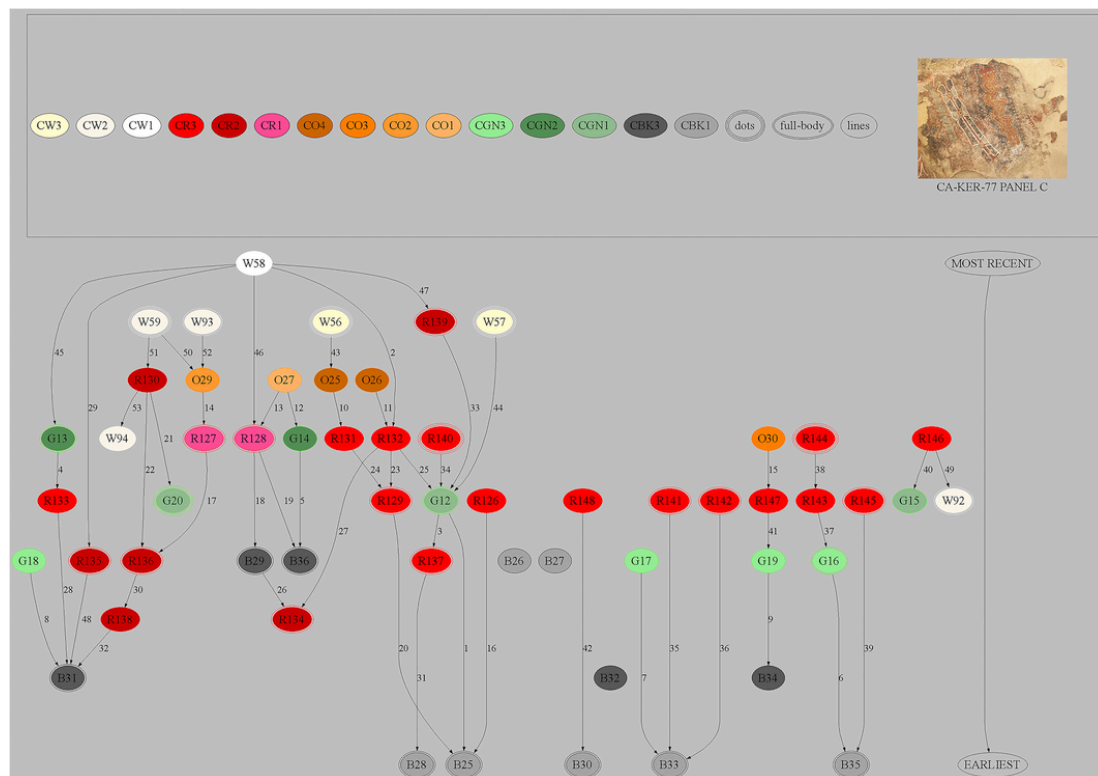 CW3 CW2 CW1 CR3 CR2 CR1 CO4 CO3 CO2 CO1 CGN3 CGN2 CGN1 CBK3 CBK1 dots full-body lines
CA-KER-77 PANEL C
W58 MOST RECENT
47
W59 W93 W56 R139 W57
45 51 50 52 46 43 2 33 44
R130 O29 O27 O25 O26
29 53 14 13 12 10 11
G13 W94 R127 R128 G14 R131 R132 R140 O30 R144 R146
4 22 21 17 18 19 5 24 23 25 34 15 38 40 49
R133 G20 R129 G12 R126 R148 R141 R142 R147 R143 R145 G15 W92
28 27 3 41 37
G18 R135 R136 B29 B36 R137 B26 B27 G17 G19 G16
8 48 30 26 9
R138 R134
32 20 31 1 16 42 7 35 36 6 39
B31 B32 B34
B28 B25 B30 B33 B35 EARLIEST